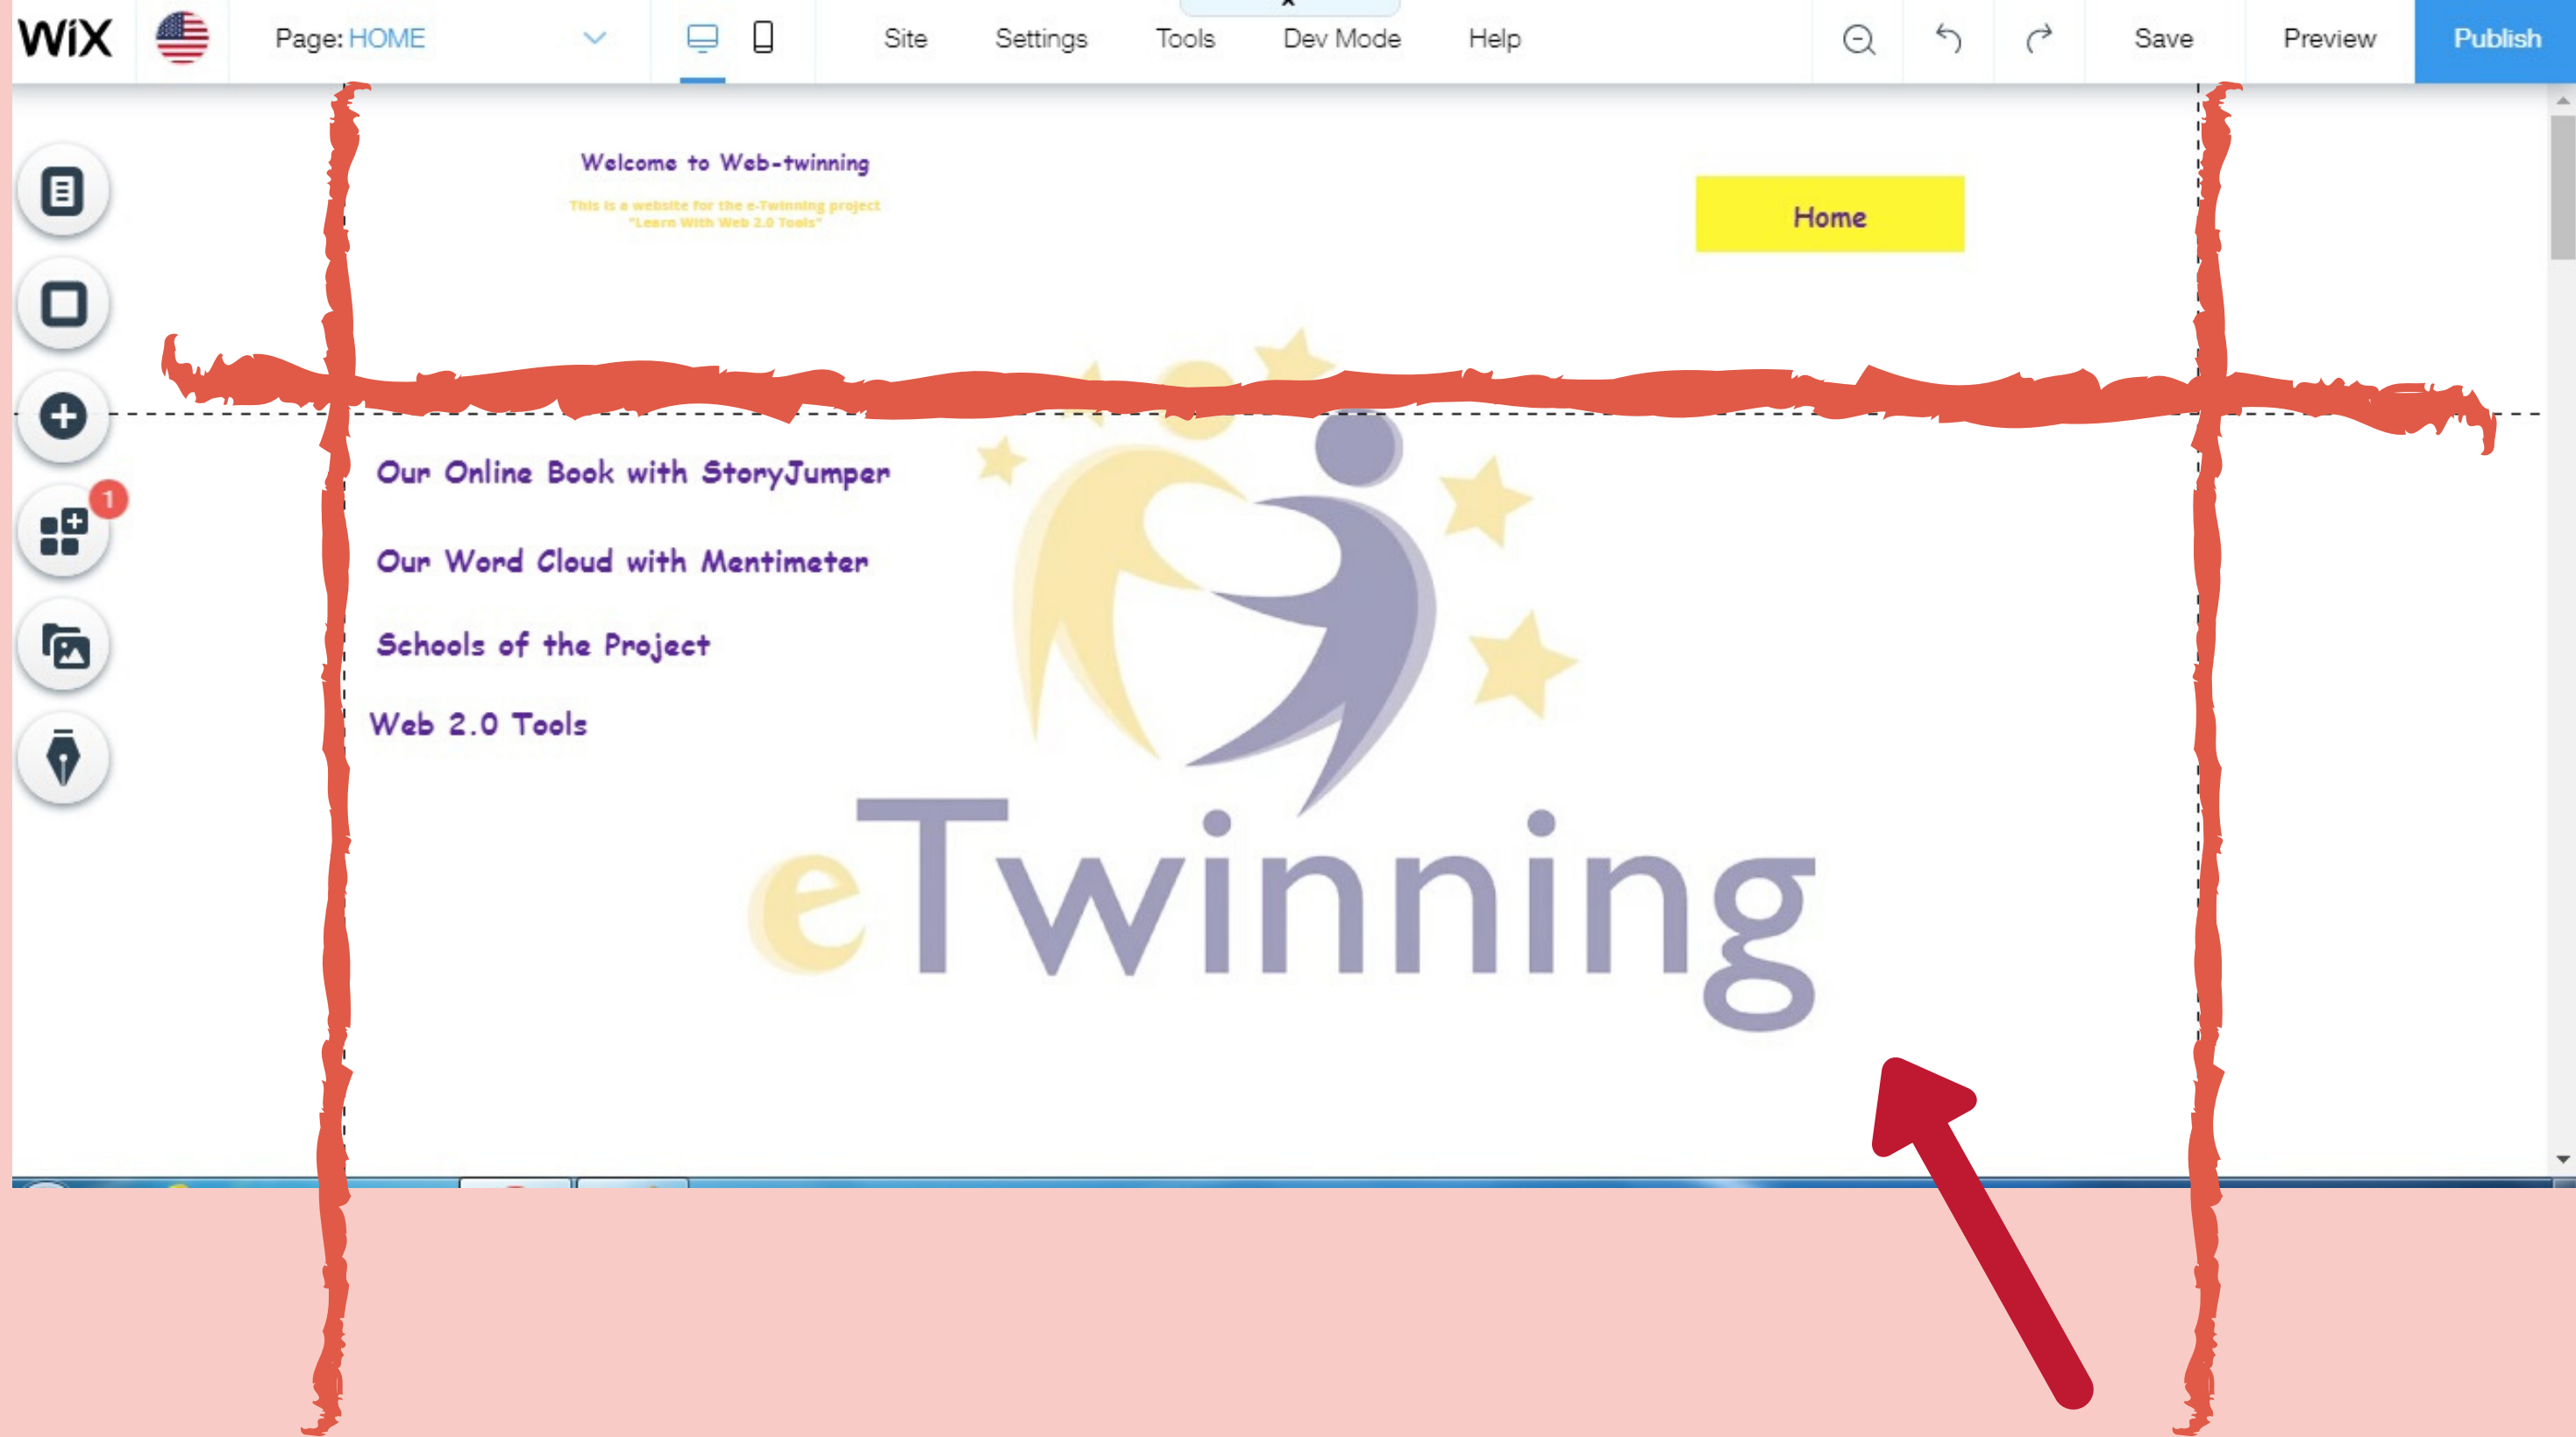 WiX Page: HOME Site Settings Tools Dev Mode Help Save Preview Publish
Welcome to Web-twinning
This is a website for the e-Twinning project
"Learn With Web 2.0 Tools"
Home
1
Our Online Book with StoryJumper
Our Word Cloud with Mentimeter
Schools of the Project
Web 2.0 Tools
eTwinning